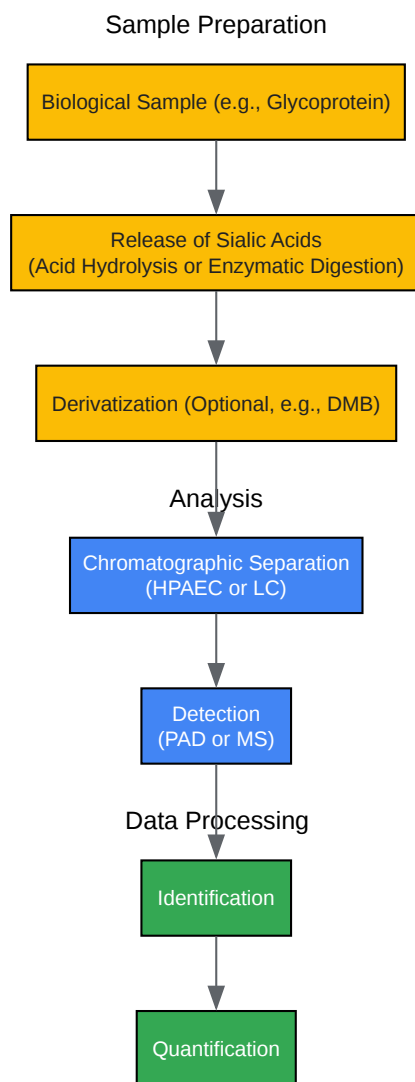 Sample Preparation
Biological Sample (e.g., Glycoprotein)
Release of Sialic Acids
(Acid Hydrolysis or Enzymatic Digestion)
Derivatization (Optional, e.g., DMB)
Analysis
Chromatographic Separation
(HPAEC or LC)
Detection
(PAD or MS)
Data Processing
Identification
Quantification